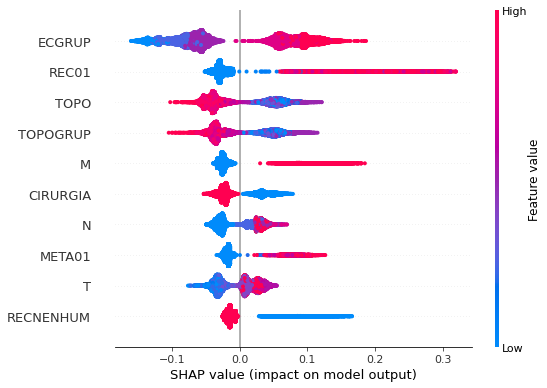 High
ECGRUP
REC01
TOPO
TOPOGRUP
M
CIRURGIA
N
META01
T
RECNENHUM
Feature value
Low
−0.1 0.0 0.1 0.2 0.3
SHAP value (impact on model output)